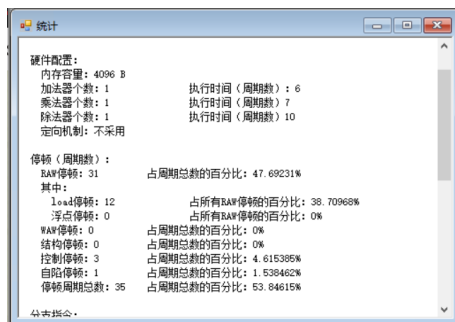 统计
硬件配置:
内存容量: 4096 B
加法器个数: 1 执行时间(周期数): 6
乘法器个数: 1 执行时间(周期数) 7
除法器个数: 1 执行时间(周期数) 10
定向机制: 不采用
停顿(周期数):
RAW停顿: 31 占周期总数的百分比: 47.69231%
其中:
load停顿: 12 占所有RAW停顿的百分比: 38.70968%
浮点停顿: 0 占所有RAW停顿的百分比: 0%
WAW停顿: 0 占周期总数的百分比: 0%
结构停顿: 0 占周期总数的百分比: 0%
控制停顿: 3 占周期总数的百分比: 4.615385%
自陷停顿: 1 占周期总数的百分比: 1.538462%
停顿周期总数: 35 占周期总数的百分比: 53.84615%
分支指令: